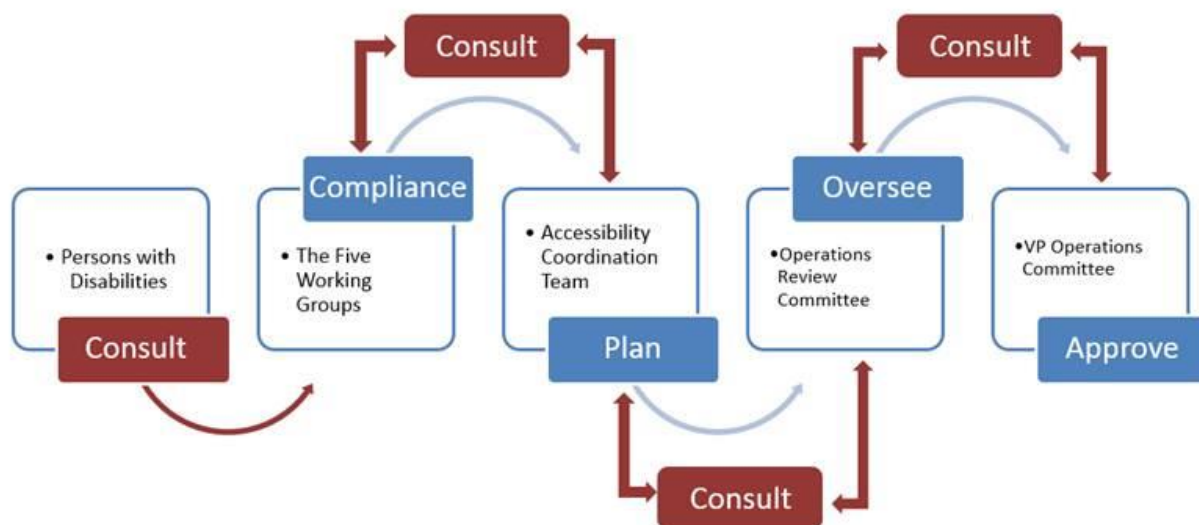 Consult
Consult
Compliance
Oversee
• Persons with
Disabilities
• The Five
Working
Groups
• Accessibility
Coordination
Team
•Operations
Review
Committee
•VP Operations
Committee
Consult
Plan
Approve
Consult